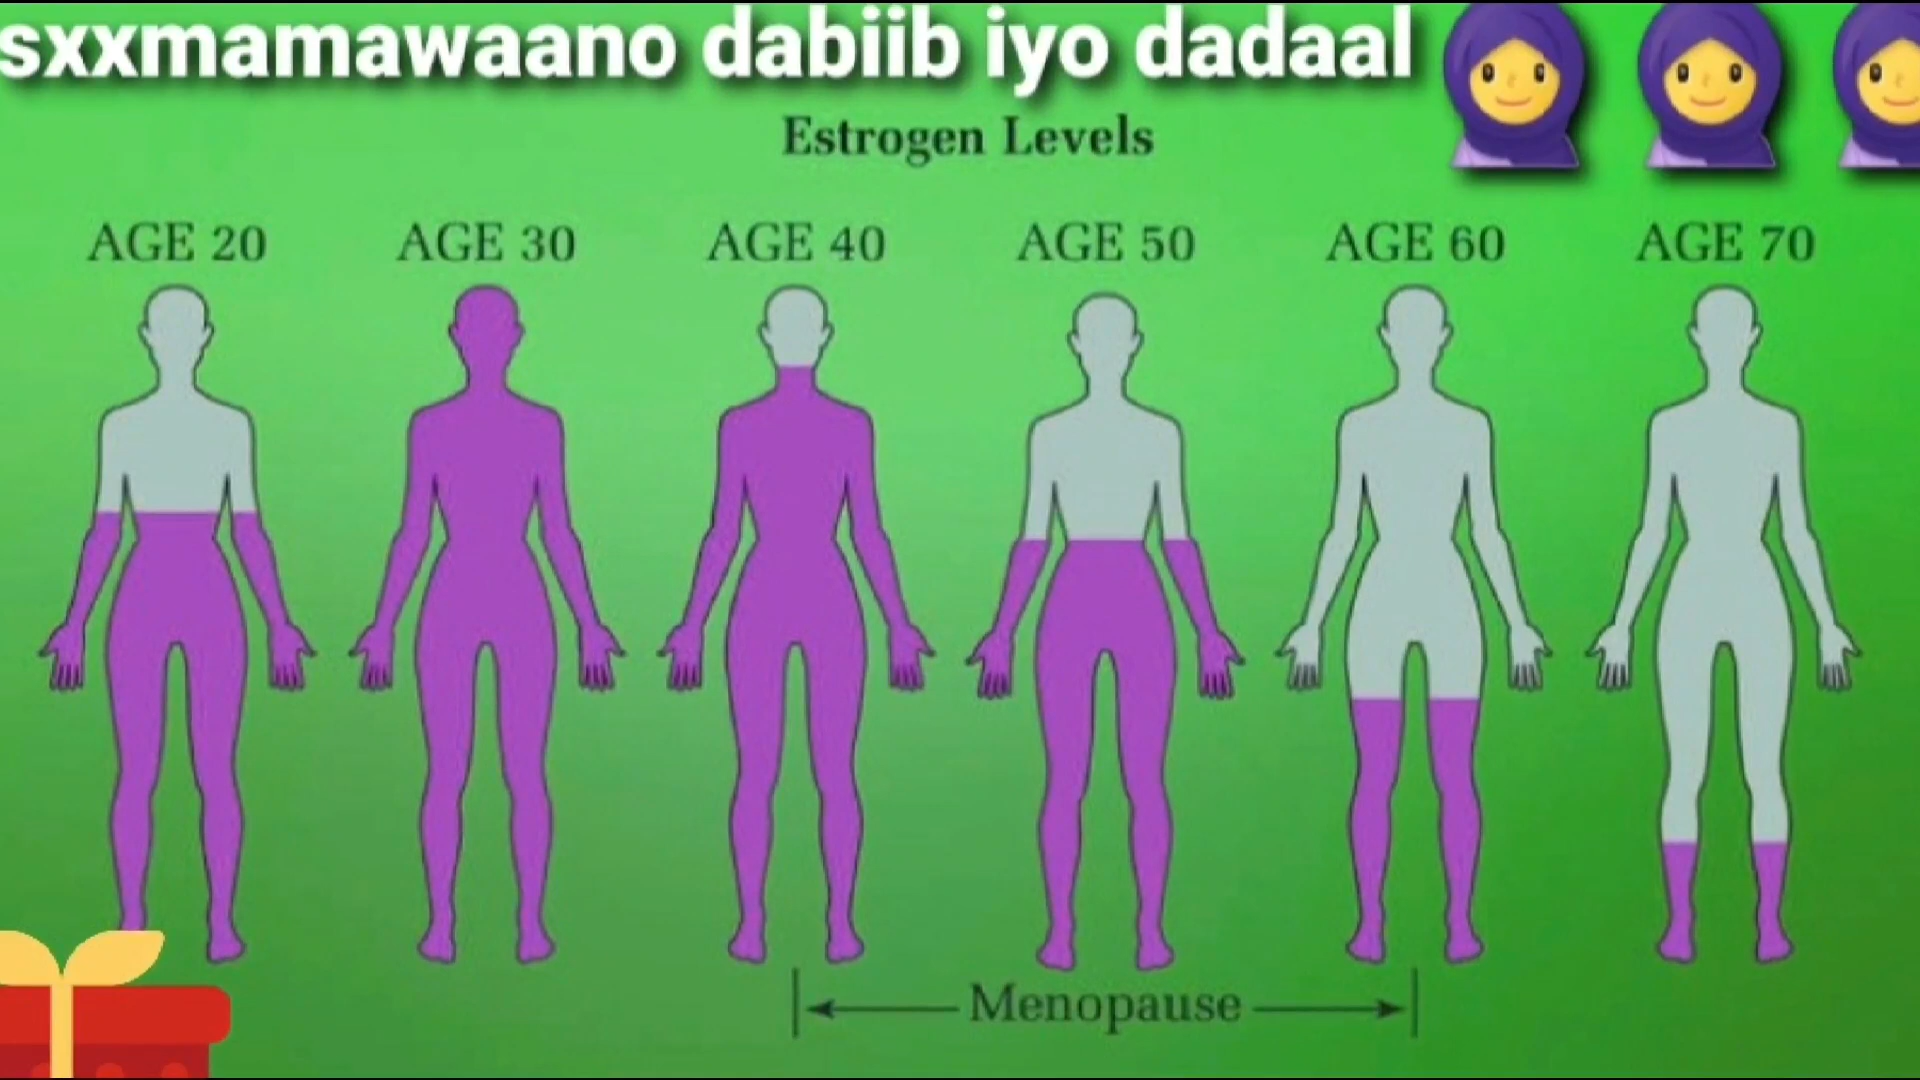 sxxmamawaano dabiib iyo dadaal
Estrogen Levels
AGE 20 AGE 30 AGE 40 AGE 50 AGE 60 AGE 70
Menopause